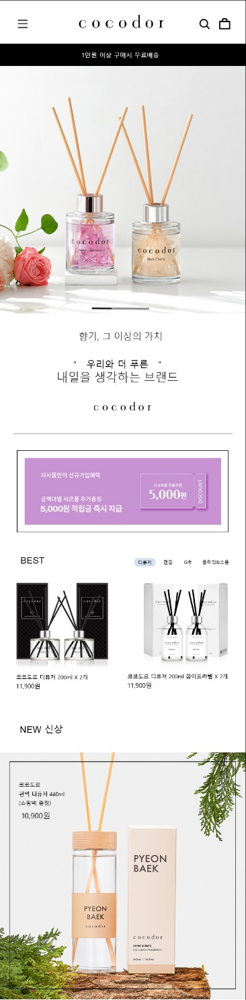 cocodor
1만원 이상 구매시 무료배송
cocodor
French Lavender
cocodor
Black Cherry
향기, 그 이상의 가치
" 우리와 더 푸른 "
내일을 생각하는 브랜드
cocodor
자사몰만의 신규가입혜택
금액대별 사은품 추가증정
5,000원 적립금 즉시 지급
신규회원 전용쿠폰
5,000원
DISCOUNT
BEST
디퓨저 캔들 Gift 플라워&소품
cocodor
cocodor
코코도르 디퓨저 200ml X 2개
11,900원
코코도르 디퓨저 200ml 화이트라벨 X 2개
11,900원
NEW 신상
코코도르
편백 디퓨저 440ml
(쇼핑백 증정)
10,900원
PYEON
BAEK
cocodor
PYEON
BAEK
cocodor
HOME SCENTS
EXCLUSIVE FRAGRANCE